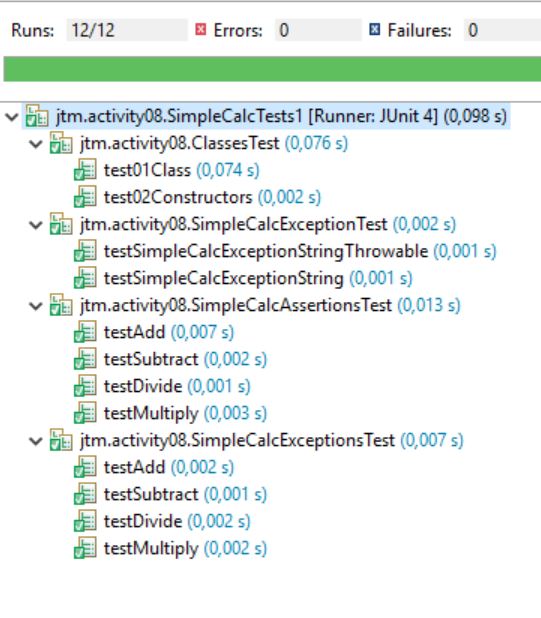 Runs: 12/12 Errors: 0 Failures: 0
jtm.activity08.SimpleCalcTests1 [Runner: JUnit 4] (0,098 s)
jtm.activity08.ClassesTest (0,076 s)
test01Class (0,074 s)
test02Constructors (0,002 s)
jtm.activity08.SimpleCalcExceptionTest (0,002 s)
testSimpleCalcExceptionStringThrowable (0,001 s)
testSimpleCalcExceptionString (0,001 s)
jtm.activity08.SimpleCalcAssertionsTest (0,013 s)
testAdd (0,007 s)
testSubtract (0,002 s)
testDivide (0,001 s)
testMultiply (0,003 s)
jtm.activity08.SimpleCalcExceptionsTest (0,007 s)
testAdd (0,002 s)
testSubtract (0,001 s)
testDivide (0,002 s)
testMultiply (0,002 s)